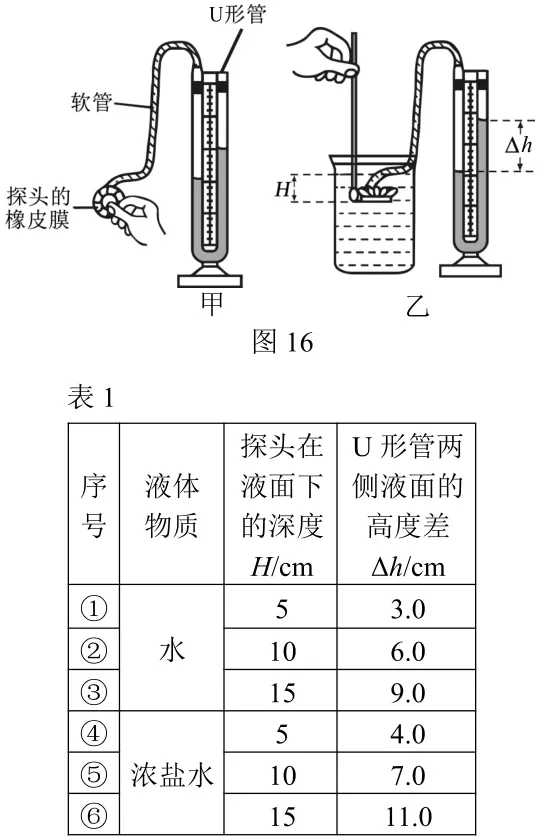 U形管
软管
探头的
橡皮膜
H
Δh
甲
乙
图 16
表 1
序号 液体物质 探头在液面下的深度 H/cm U 形管两侧液面的高度差 Δh/cm
① 水 5 3.0
② 10 6.0
③ 15 9.0
④ 浓盐水 5 4.0
⑤ 10 7.0
⑥ 15 11.0